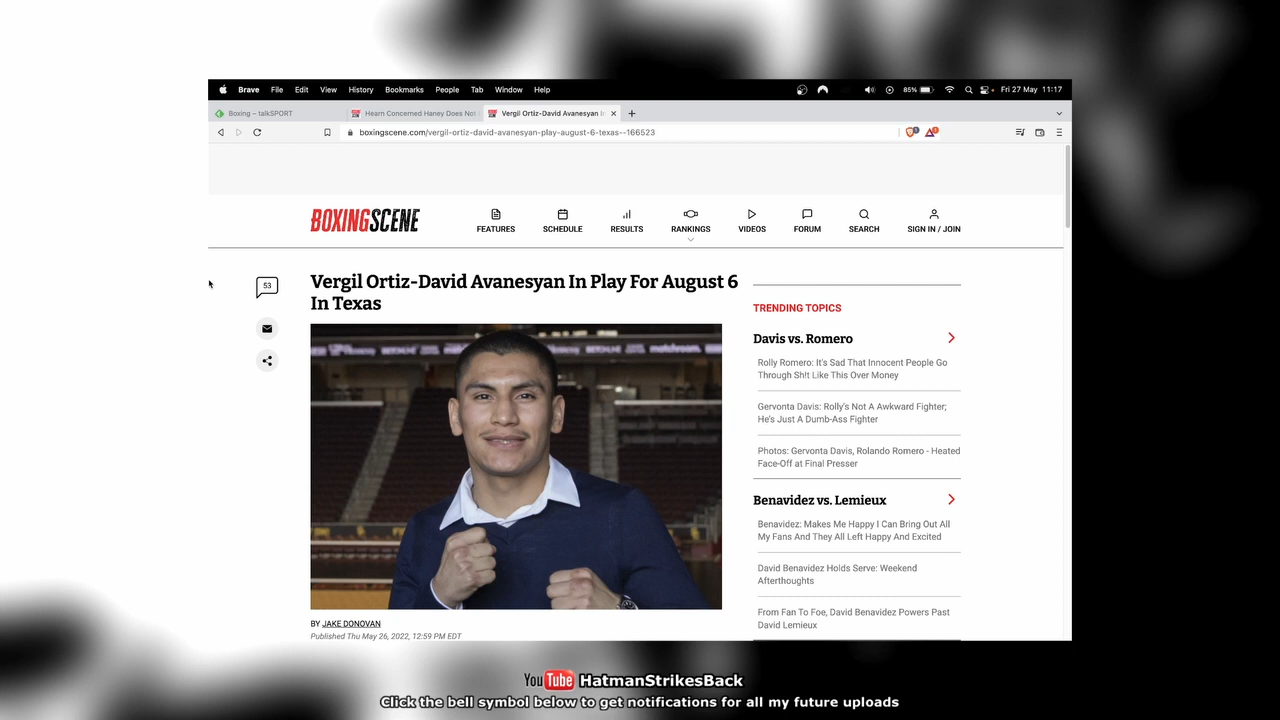 Brave File Edit View History Bookmarks People Tab Window Help 85% Fri 27 May 11:17
Boxing – talkSPORT Hearn Concerned Haney Does Not Vergil Ortiz-David Avanesyan In
boxingscene.com/vergil-ortiz-david-avanesyan-play-august-6-texas--166523
BOXINGSCENE
FEATURES SCHEDULE RESULTS RANKINGS VIDEOS FORUM SEARCH SIGN IN / JOIN
53
Vergil Ortiz-David Avanesyan In Play For August 6
In Texas
BY JAKE DONOVAN
Published Thu May 26, 2022, 12:59 PM EDT
TRENDING TOPICS
Davis vs. Romero
Rolly Romero: It's Sad That Innocent People Go
Through Sh!t Like This Over Money
Gervonta Davis: Rolly's Not A Awkward Fighter;
He's Just A Dumb-Ass Fighter
Photos: Gervonta Davis, Rolando Romero - Heated
Face-Off at Final Presser
Benavidez vs. Lemieux
Benavidez: Makes Me Happy I Can Bring Out All
My Fans And They All Left Happy And Excited
David Benavidez Holds Serve: Weekend
Afterthoughts
From Fan To Foe, David Benavidez Powers Past
David Lemieux
YouTube HatmanStrikesBack
Click the bell symbol below to get notifications for all my future uploads